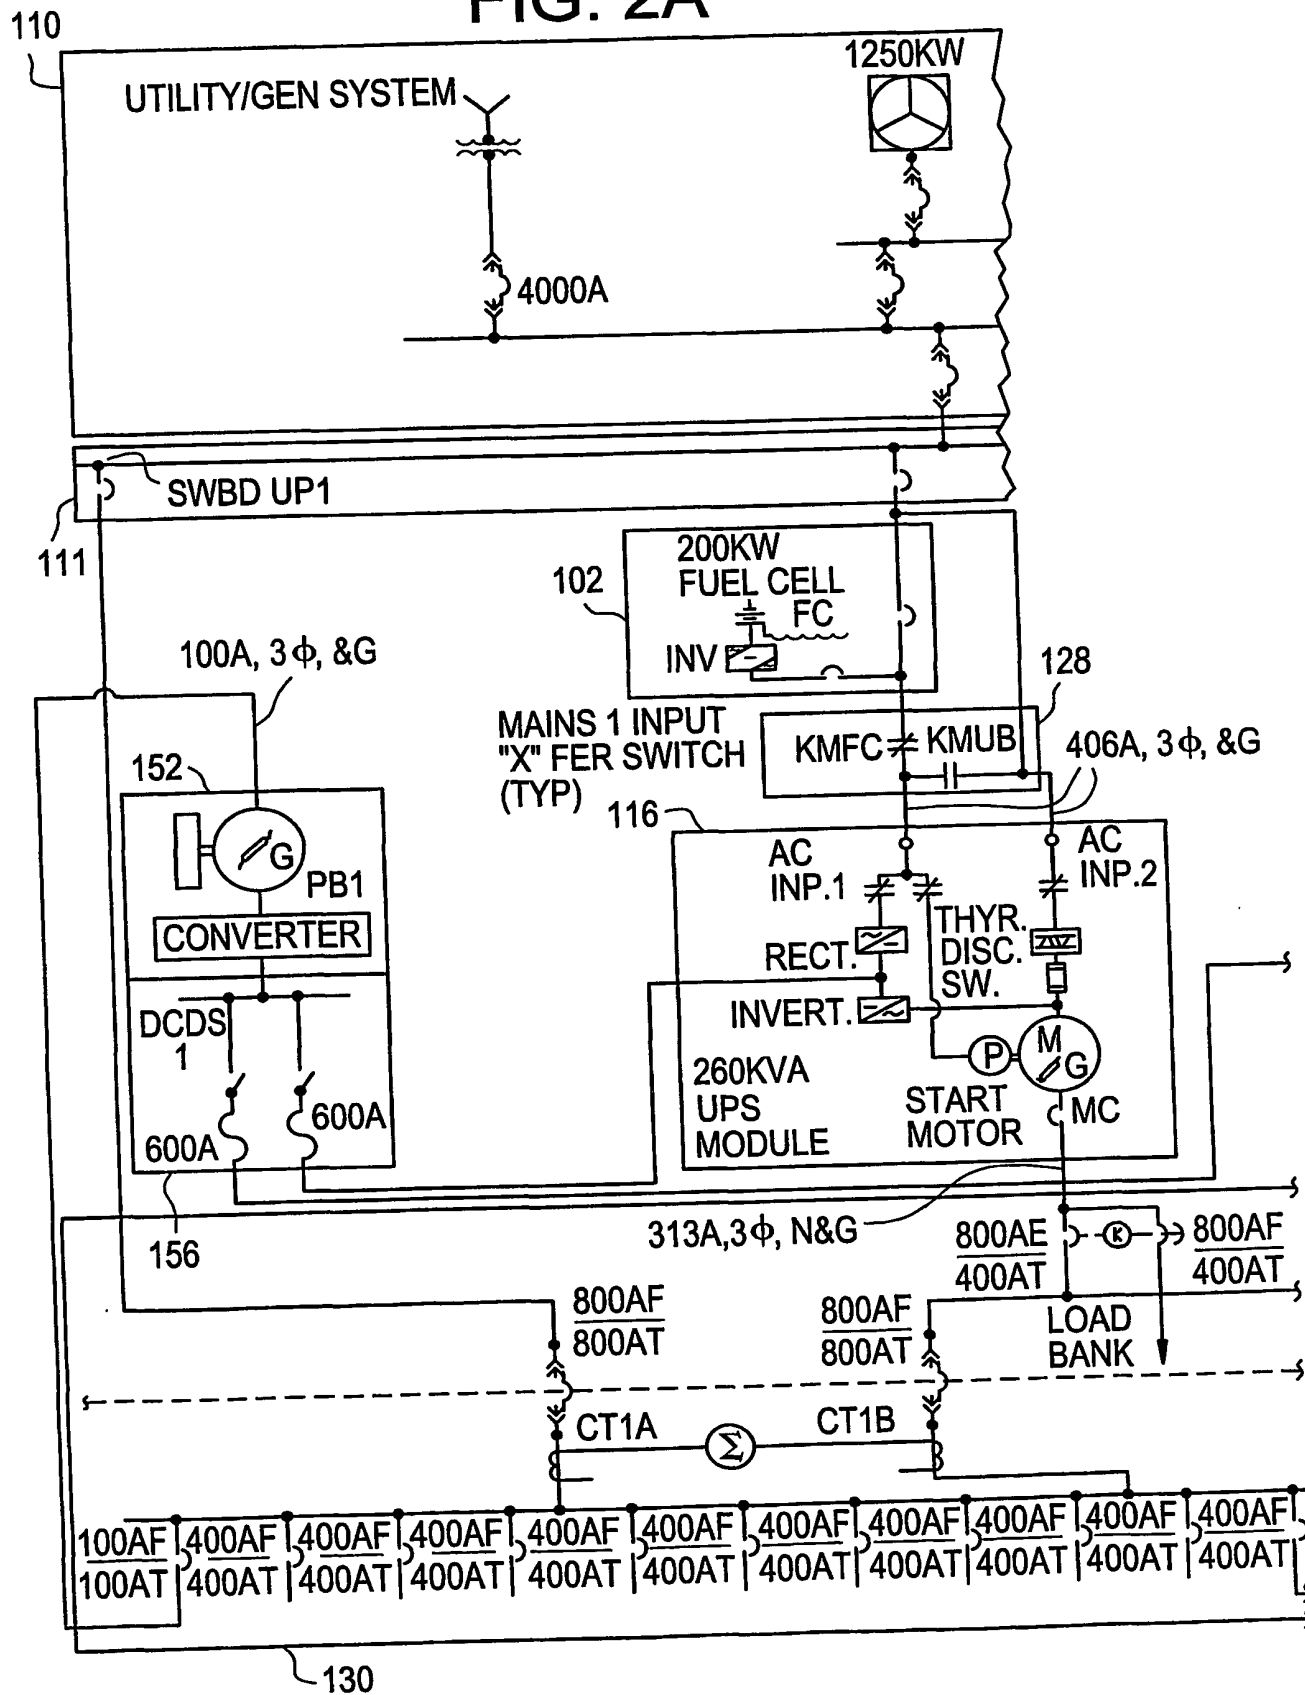 FIG. 2A
110
1250KW
UTILITY/GEN SYSTEM
4000A
SWBD UP1
111
200KW
FUEL CELL
FC
102
INV
100A, 3ϕ, &G
128
MAINS 1 INPUT
"X" FER SWITCH
(TYP)
KMFC
KMUB
406A, 3ϕ, &G
152
116
AC
INP.1
AC
INP.2
G
PB1
CONVERTER
THYR.
DISC.
SW.
RECT.
INVERT.
DCDS
1
P
M
G
260KVA
UPS
MODULE
START
MOTOR
MC
600A
600A
156
313A,3ϕ, N&G
800AE
400AT
K
800AF
400AT
800AF
800AT
800AF
800AT
LOAD
BANK
CT1A
Σ
CT1B
100AF 400AF 400AF 400AF 400AF 400AF 400AF 400AF 400AF 400AF 400AF
100AT 400AT 400AT 400AT 400AT 400AT 400AT 400AT 400AT 400AT 400AT
130